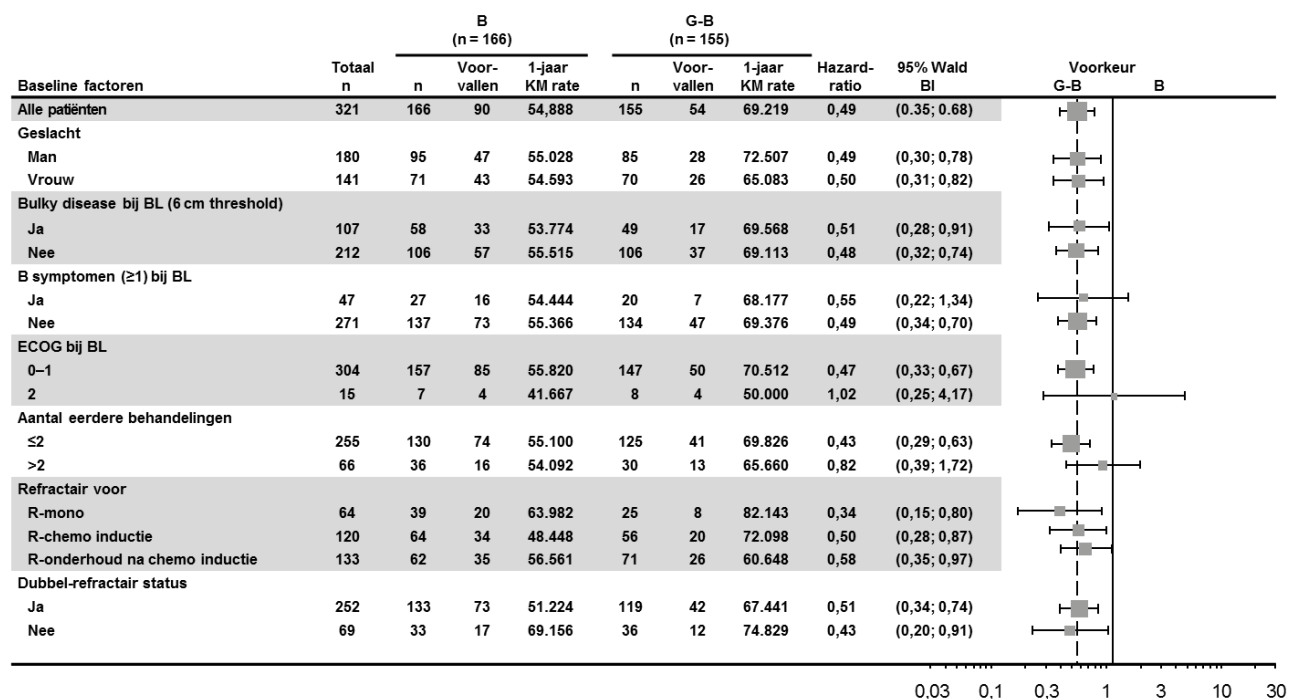 B G-B
(n = 166) (n = 155)
Totaal Voor- 1-jaar Voor- 1-jaar Hazard- 95% Wald Voorkeur
Baseline factoren n n vallen KM rate n vallen KM rate ratio BI G-B B
Alle patiënten 321 166 90 54,888 155 54 69.219 0,49 (0.35; 0.68)
Geslacht
Man 180 95 47 55.028 85 28 72.507 0,49 (0,30; 0,78)
Vrouw 141 71 43 54.593 70 26 65.083 0,50 (0,31; 0,82)
Bulky disease bij BL (6 cm threshold)
Ja 107 58 33 53.774 49 17 69.568 0,51 (0,28; 0,91)
Nee 212 106 57 55.515 106 37 69.113 0,48 (0,32; 0,74)
B symptomen (≥1) bij BL
Ja 47 27 16 54.444 20 7 68.177 0,55 (0,22; 1,34)
Nee 271 137 73 55.366 134 47 69.376 0,49 (0,34; 0,70)
ECOG bij BL
0–1 304 157 85 55.820 147 50 70.512 0,47 (0,33; 0,67)
2 15 7 4 41.667 8 4 50.000 1,02 (0,25; 4,17)
Aantal eerdere behandelingen
≤2 255 130 74 55.100 125 41 69.826 0,43 (0,29; 0,63)
>2 66 36 16 54.092 30 13 65.660 0,82 (0,39; 1,72)
Refractair voor
R-mono 64 39 20 63.982 25 8 82.143 0,34 (0,15; 0,80)
R-chemo inductie 120 64 34 48.448 56 20 72.098 0,50 (0,28; 0,87)
R-onderhoud na chemo inductie 133 62 35 56.561 71 26 60.648 0,58 (0,35; 0,97)
Dubbel-refractair status
Ja 252 133 73 51.224 119 42 67.441 0,51 (0,34; 0,74)
Nee 69 33 17 69.156 36 12 74.829 0,43 (0,20; 0,91)
0,03 0,1 0,3 1 3 10 30